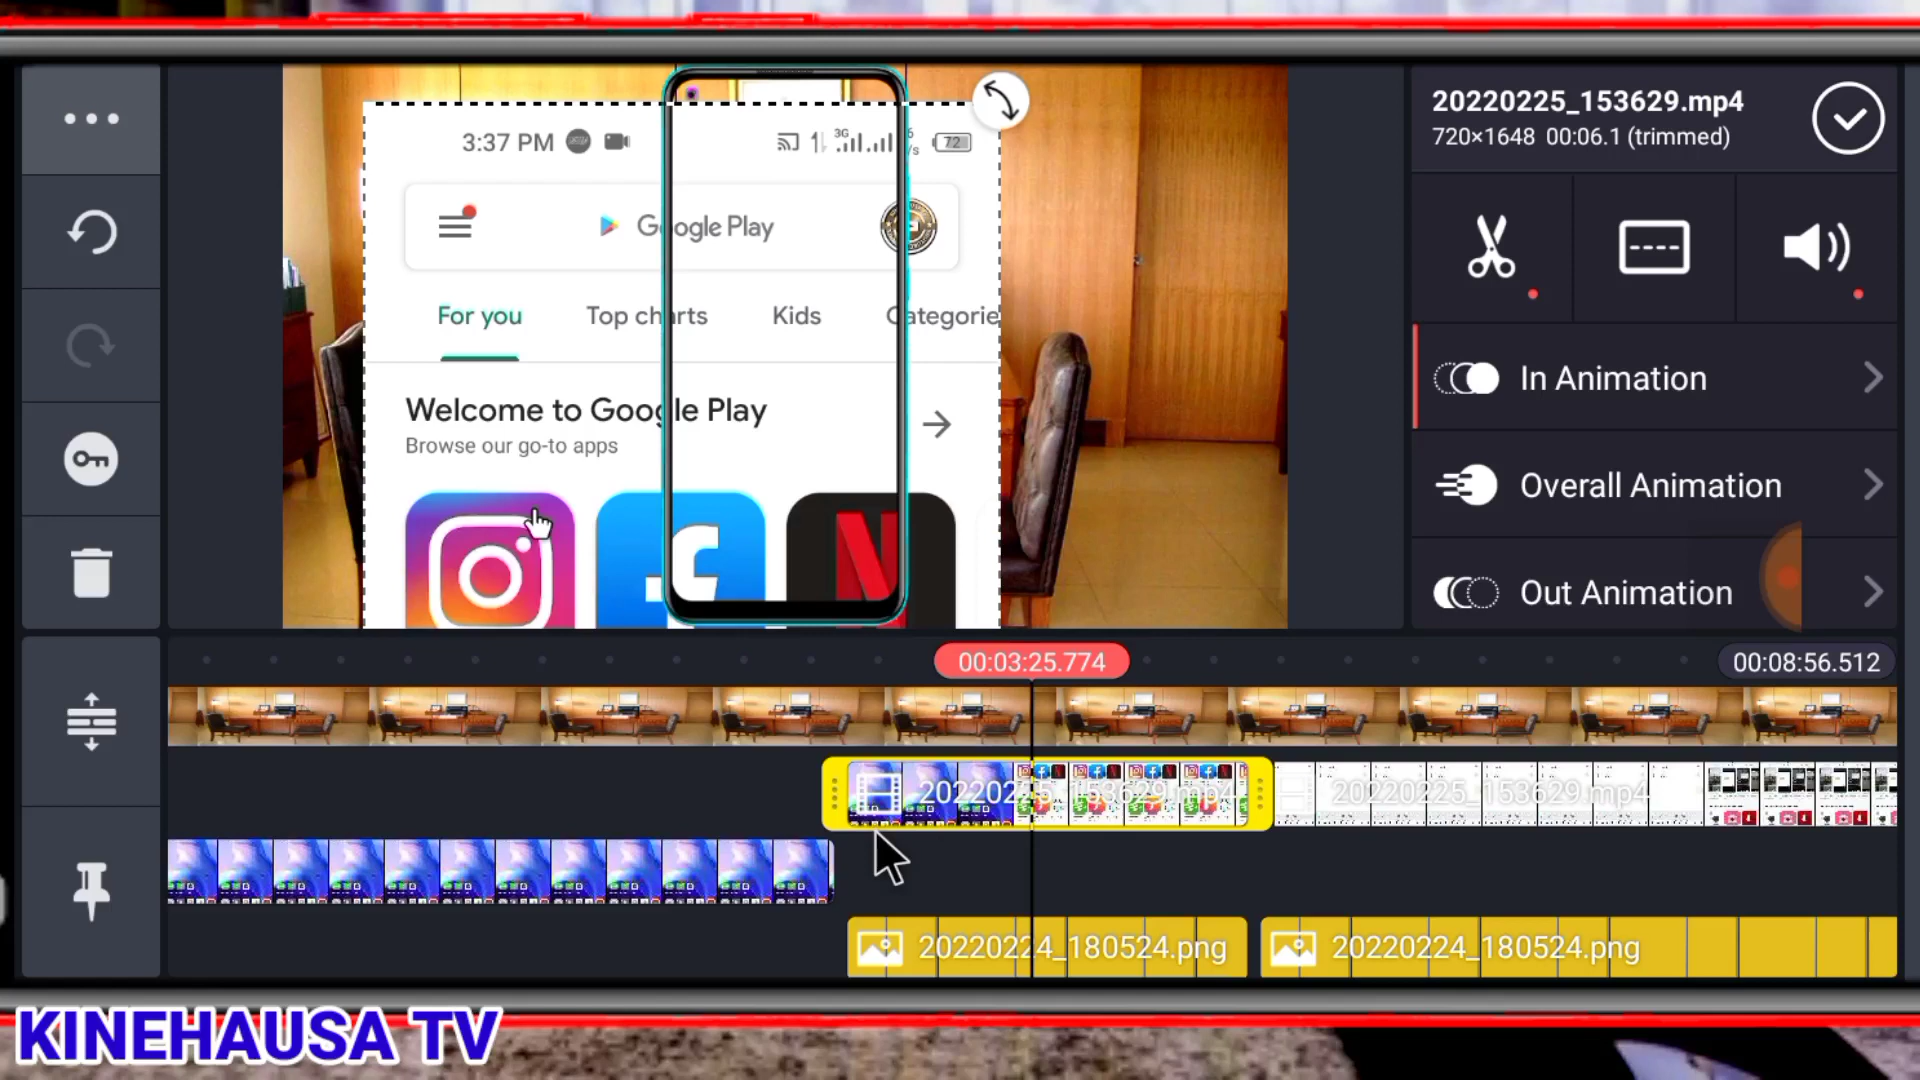 20220225_153629.mp4
720×1648 00:06.1 (trimmed)
3:37 PM
3G
72
Google Play
For you
Top charts
Kids
Categorie
Welcome to Google Play
Browse our go-to apps
In Animation
Overall Animation
Out Animation
00:03:25.774
00:08:56.512
20220225_153629.mp4
20220225_153629.mp4
20220224_180524.png
20220224_180524.png
KINEHAUSA TV